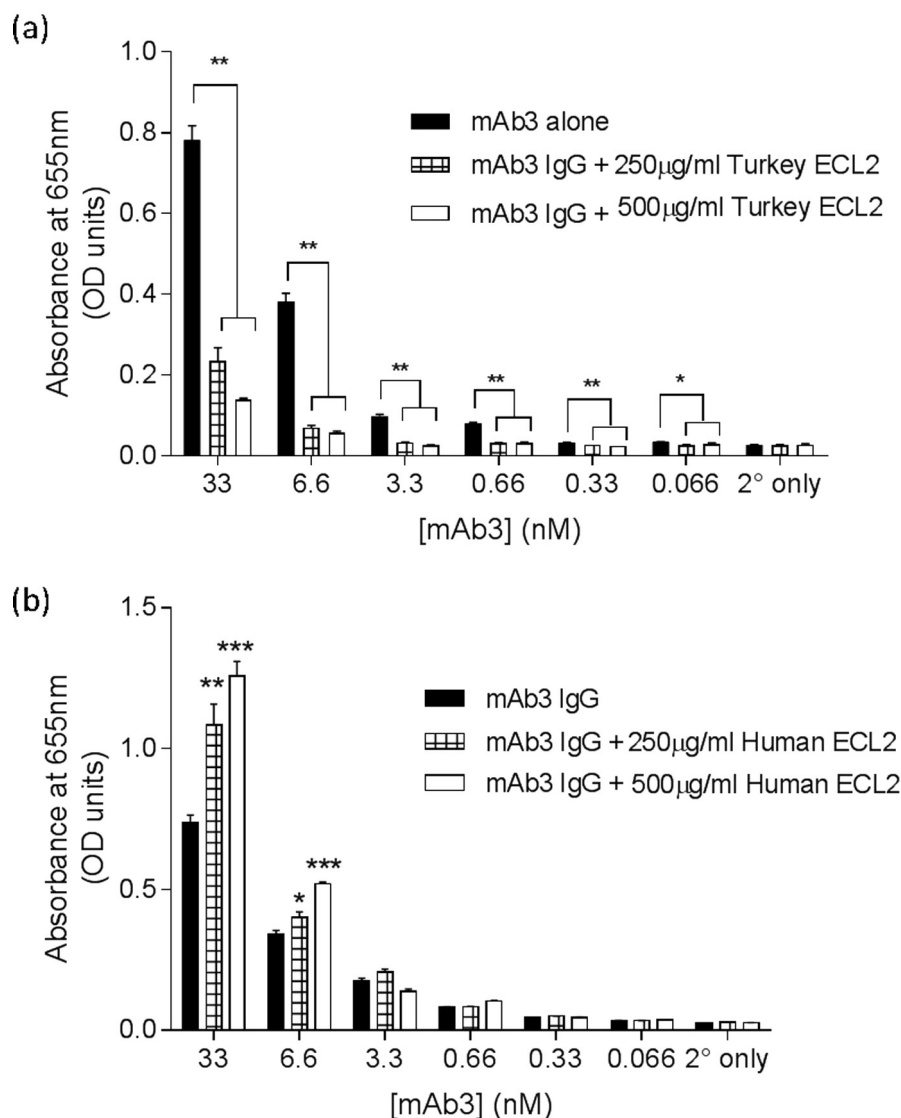 (a)
1.0
0.8
0.6
0.4
0.2
0.0
Absorbance at 655nm
(OD units)
**
**
**
**
**
*
mAb3 alone
mAb3 IgG + 250μg/ml Turkey ECL2
mAb3 IgG + 500μg/ml Turkey ECL2
33 6.6 3.3 0.66 0.33 0.066 2° only
[mAb3] (nM)
(b)
1.5
1.0
0.5
0.0
Absorbance at 655nm
(OD units)
**
***
*
***
mAb3 IgG
mAb3 IgG + 250μg/ml Human ECL2
mAb3 IgG + 500μg/ml Human ECL2
33 6.6 3.3 0.66 0.33 0.066 2° only
[mAb3] (nM)